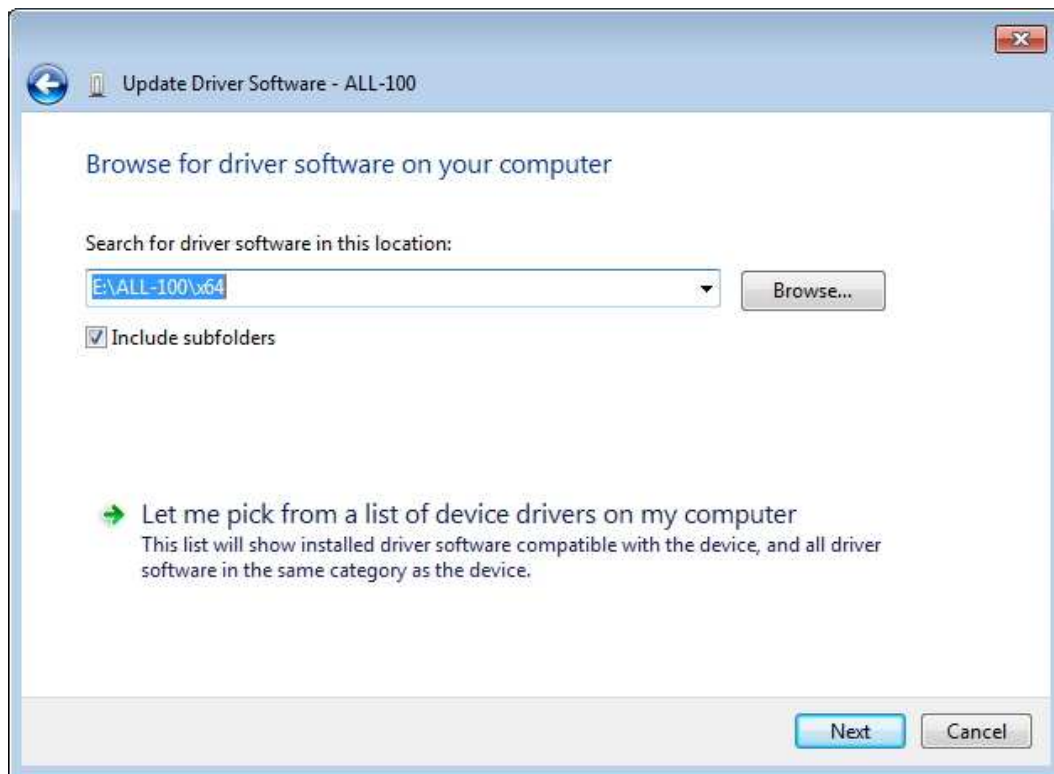 Update Driver Software - ALL-100
Browse for driver software on your computer
Search for driver software in this location:
E:\ALL-100\x64
Browse...
Include subfolders
Let me pick from a list of device drivers on my computer
This list will show installed driver software compatible with the device, and all driver
software in the same category as the device.
Next
Cancel